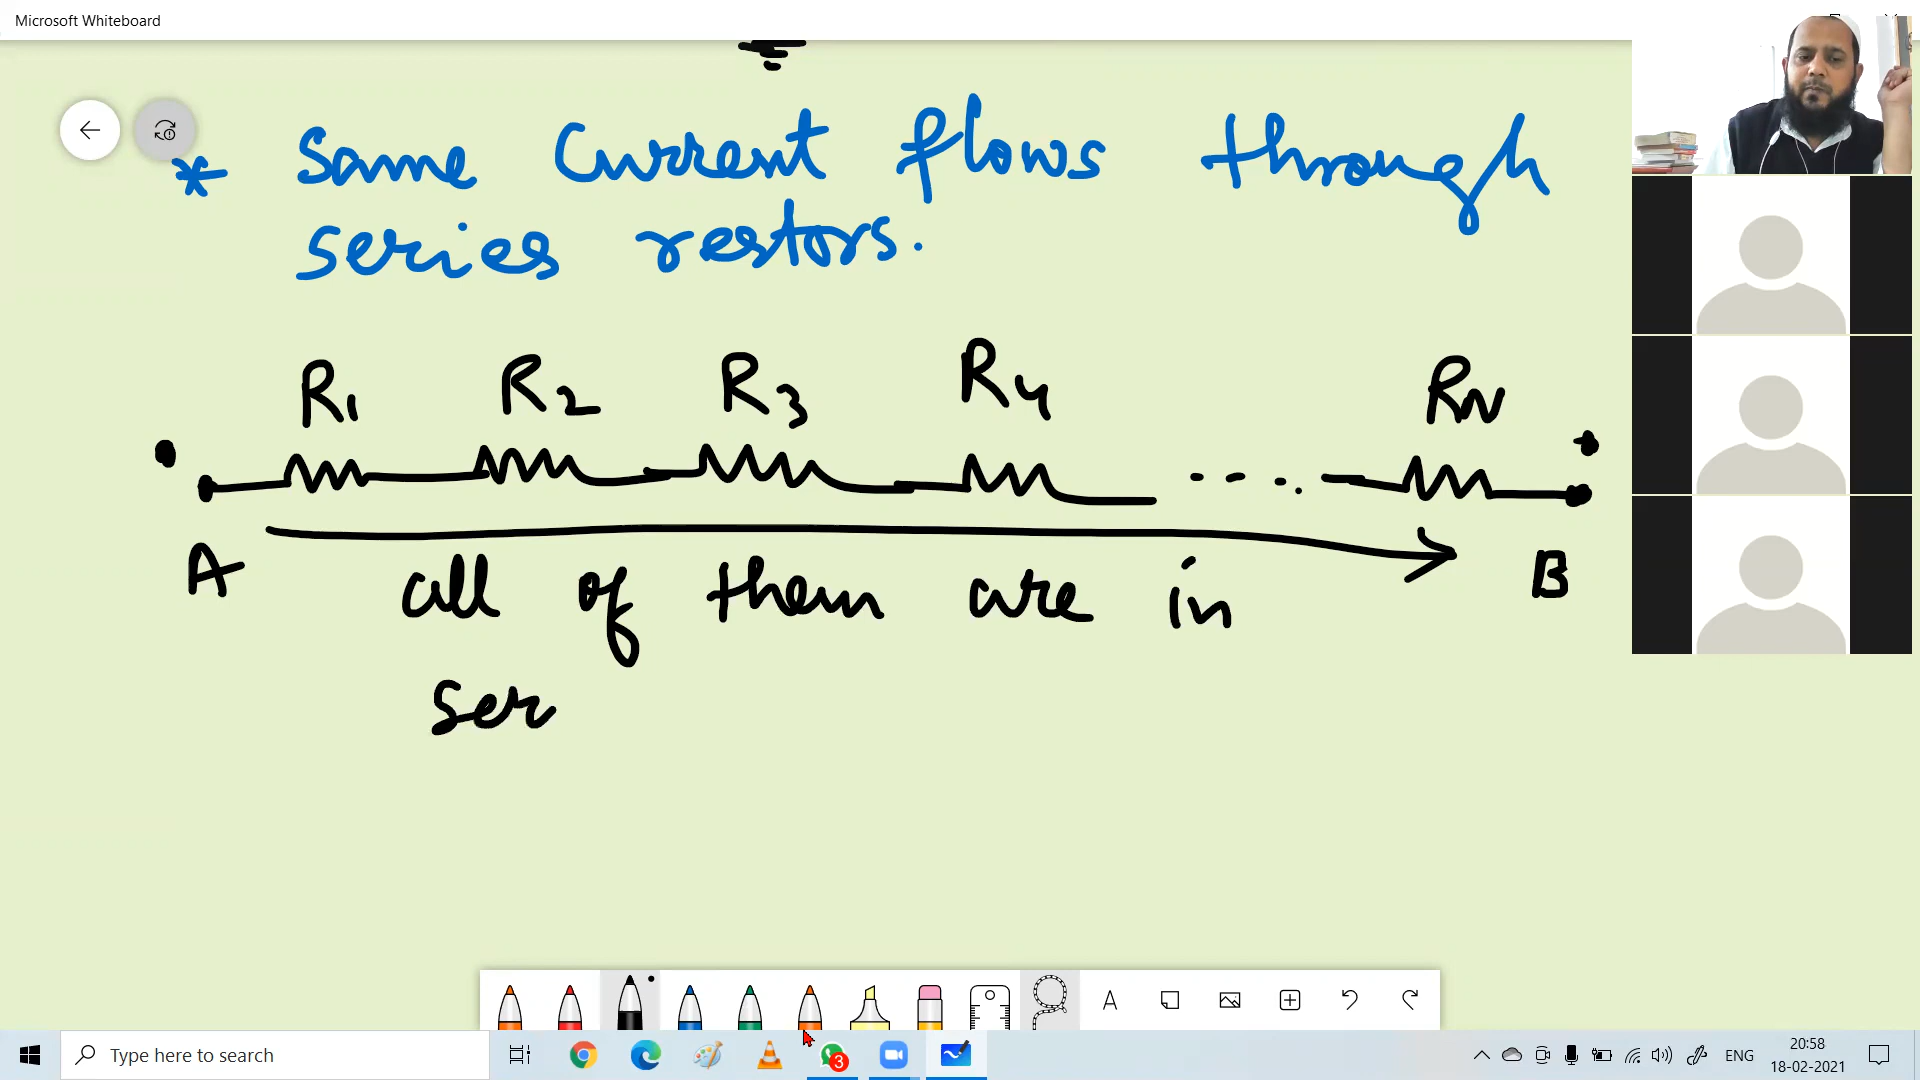 Microsoft Whiteboard
* Same Current flows through
series restors.
R1 R2 R3 R4 RN
A B
all of them are in
ser
A
Type here to search
3
ENG
20:58
18-02-2021